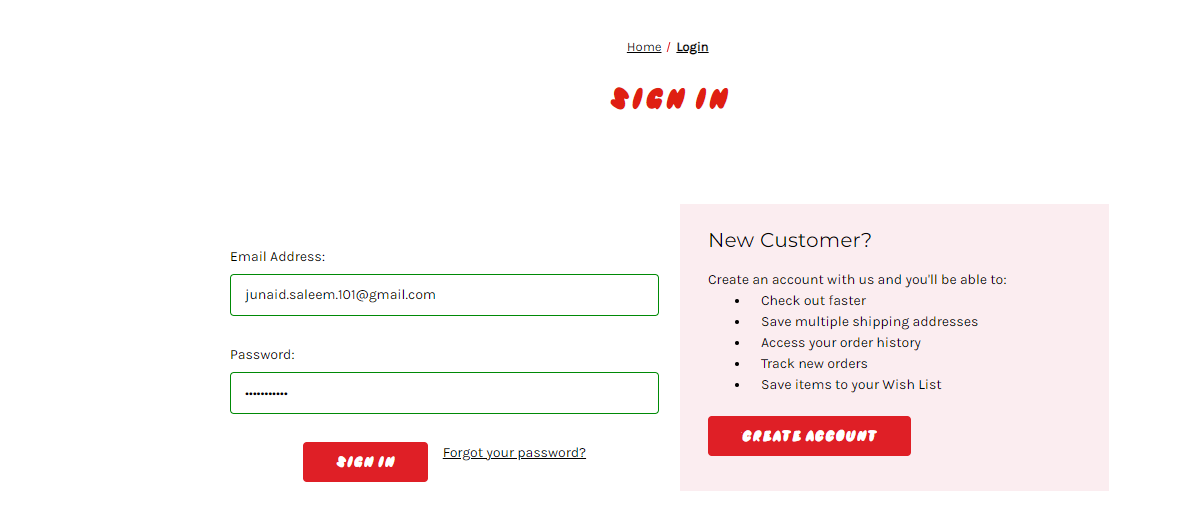 Home / Login
SIGN IN
Email Address:
junaid.saleem.101@gmail.com
Password:
•••••••••••
SIGN IN
Forgot your password?
New Customer?
Create an account with us and you'll be able to:
• Check out faster
• Save multiple shipping addresses
• Access your order history
• Track new orders
• Save items to your Wish List
CREATE ACCOUNT